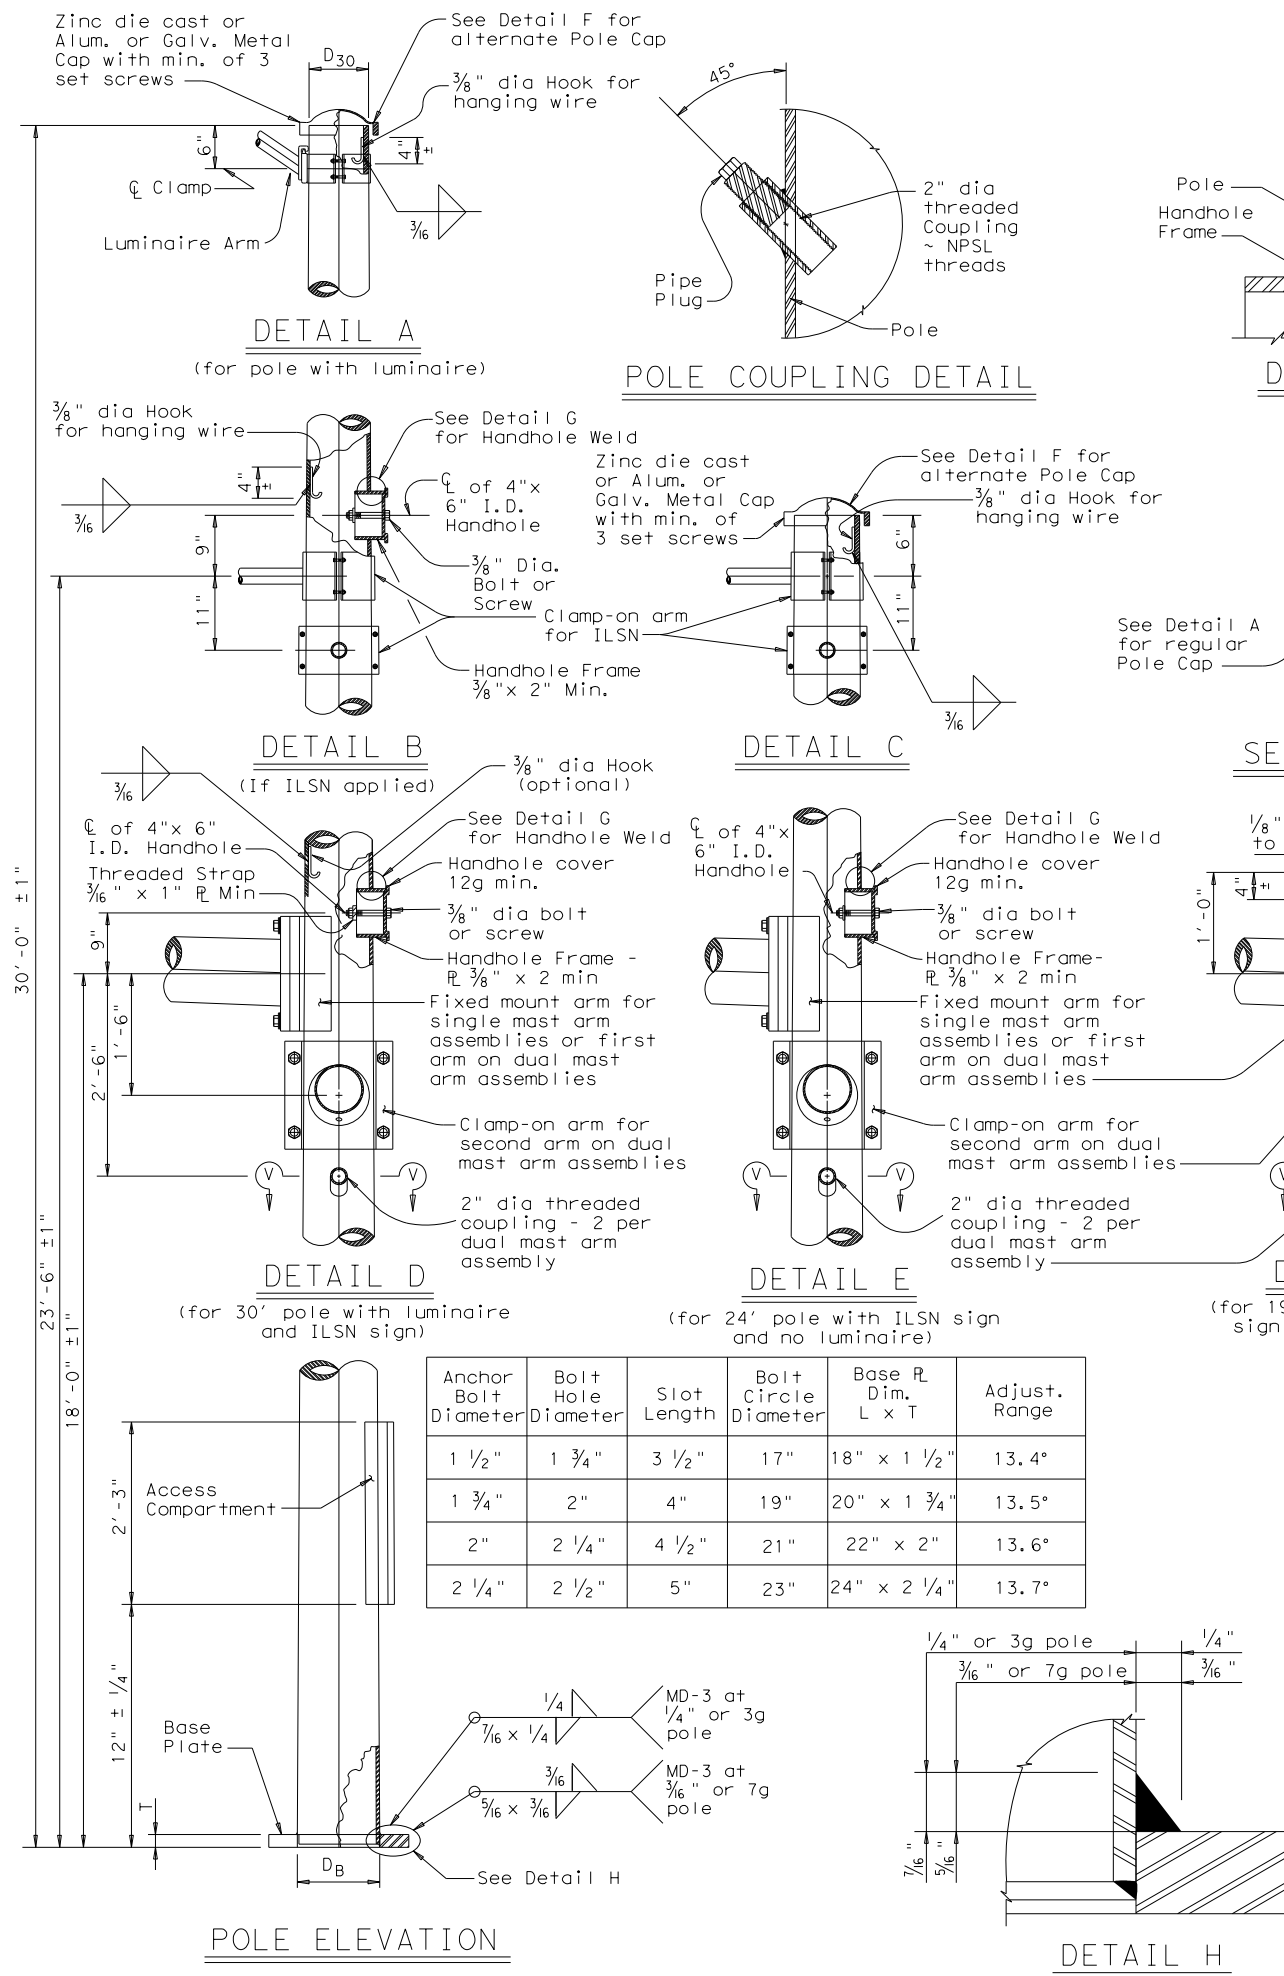 Zinc die cast or
Alum. or Galv. Metal
Cap with min. of 3
set screws
D30
See Detail F for
alternate Pole Cap
3/8" dia Hook for
hanging wire
6"
4"
±
℄ Clamp
Luminaire Arm
3/16
DETAIL A
(for pole with luminaire)
45°
2" dia
threaded
Coupling
~ NPSL
threads
Pipe
Plug
Pole
POLE COUPLING DETAIL
Pole
Handhole
Frame
D
3/8" dia Hook
for hanging wire
See Detail G
for Handhole Weld
4"
±
℄ of 4"x
6" I.D.
Handhole
3/16
9"
11"
3/8" Dia.
Bolt or
Screw
Clamp-on arm
for ILSN
Handhole Frame
3/8"x 2" Min.
DETAIL B
(If ILSN applied)
Zinc die cast
or Alum. or
Galv. Metal Cap
with min. of
3 set screws
See Detail F for
alternate Pole Cap
3/8" dia Hook for
hanging wire
6"
11"
3/16
DETAIL C
See Detail A
for regular
Pole Cap
SE
3/16
3/8" dia Hook
(optional)
℄ of 4"x 6"
I.D. Handhole
Threaded Strap
3/16" x 1" ℄ Min
See Detail G
for Handhole Weld
Handhole cover
12g min.
3/8" dia bolt
or screw
Handhole Frame -
PL 3/8" x 2 min
Fixed mount arm for
single mast arm
assemblies or first
arm on dual mast
arm assemblies
Clamp-on arm for
second arm on dual
mast arm assemblies
V
V
2" dia threaded
coupling - 2 per
dual mast arm
assembly
9"
1'-6"
2'-6"
DETAIL D
(for 30' pole with luminaire
and ILSN sign)
℄ of 4"x
6" I.D.
Handhole
See Detail G
for Handhole Weld
Handhole cover
12g min.
3/8" dia bolt
or screw
Handhole Frame-
PL 3/8" x 2 min
Fixed mount arm for
single mast arm
assemblies or first
arm on dual mast
arm assemblies
Clamp-on arm for
second arm on dual
mast arm assemblies
V
V
2" dia threaded
coupling - 2 per
dual mast arm
assembly
DETAIL E
(for 24' pole with ILSN sign
and no luminaire)
1/8"
to
4"
±
1'-0"
V
D
(for 19
sign
30'-0" ±1"
23'-6" ±1"
18'-0" ±1"
Anchor Bolt Diameter | Bolt Hole Diameter | Slot Length | Bolt Circle Diameter | Base PL Dim. L x T | Adjust. Range
1 1/2" | 1 3/4" | 3 1/2" | 17" | 18" x 1 1/2" | 13.4°
1 3/4" | 2" | 4" | 19" | 20" x 1 3/4" | 13.5°
2" | 2 1/4" | 4 1/2" | 21" | 22" x 2" | 13.6°
2 1/4" | 2 1/2" | 5" | 23" | 24" x 2 1/4" | 13.7°
2'-3"
Access
Compartment
12" ± 1/4"
Base
Plate
T
DB
1/4
7/16 x 1/4
MD-3 at
1/4" or 3g
pole
3/16
5/16 x 3/16
MD-3 at
3/16" or 7g
pole
See Detail H
POLE ELEVATION
1/4" or 3g pole
1/4"
3/16" or 7g pole
3/16"
7/16"
5/16"
DETAIL H